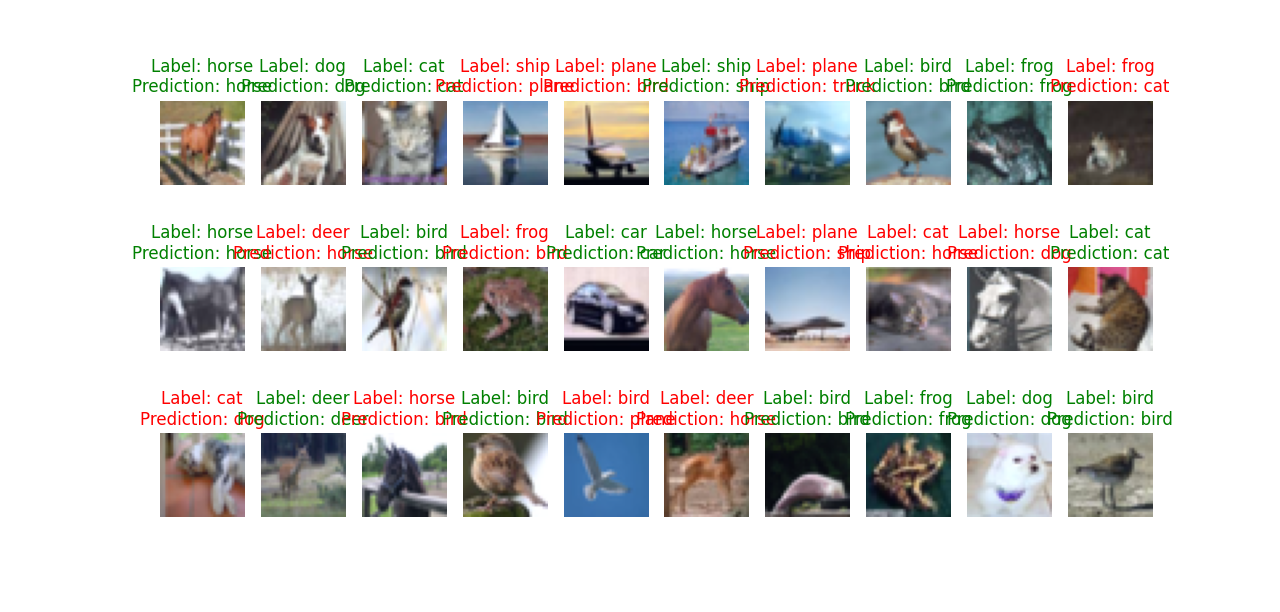 Label: horse Label: dog Label: cat Label: ship Label: plane Label: ship Label: plane Label: bird Label: frog Label: frog
Prediction: horse Prediction: dog Prediction: cat Prediction: plane Prediction: bird Prediction: ship Prediction: truck Prediction: bird Prediction: frog Prediction: cat
Label: horse Label: deer Label: bird Label: frog Label: car Label: horse Label: plane Label: cat Label: horse Label: cat
Prediction: horse Prediction: horse Prediction: bird Prediction: bird Prediction: car Prediction: horse Prediction: ship Prediction: horse Prediction: dog Prediction: cat
Label: cat Label: deer Label: horse Label: bird Label: bird Label: deer Label: bird Label: frog Label: dog Label: bird
Prediction: dog Prediction: deer Prediction: bird Prediction: bird Prediction: plane Prediction: horse Prediction: bird Prediction: frog Prediction: dog Prediction: bird